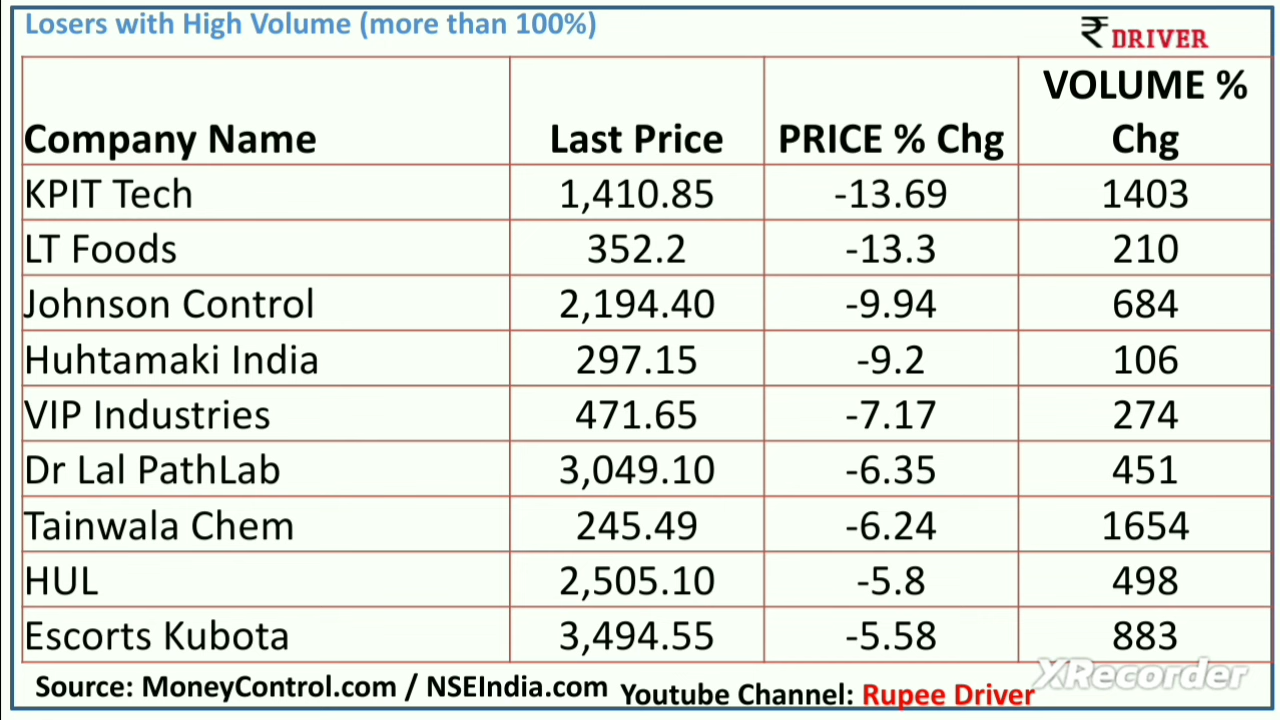 Losers with High Volume (more than 100%)
₹ DRIVER
Company Name Last Price PRICE % Chg VOLUME % Chg
KPIT Tech 1,410.85 -13.69 1403
LT Foods 352.2 -13.3 210
Johnson Control 2,194.40 -9.94 684
Huhtamaki India 297.15 -9.2 106
VIP Industries 471.65 -7.17 274
Dr Lal PathLab 3,049.10 -6.35 451
Tainwala Chem 245.49 -6.24 1654
HUL 2,505.10 -5.8 498
Escorts Kubota 3,494.55 -5.58 883
Source: MoneyControl.com / NSEIndia.com Youtube Channel: Rupee Driver
XRecorder